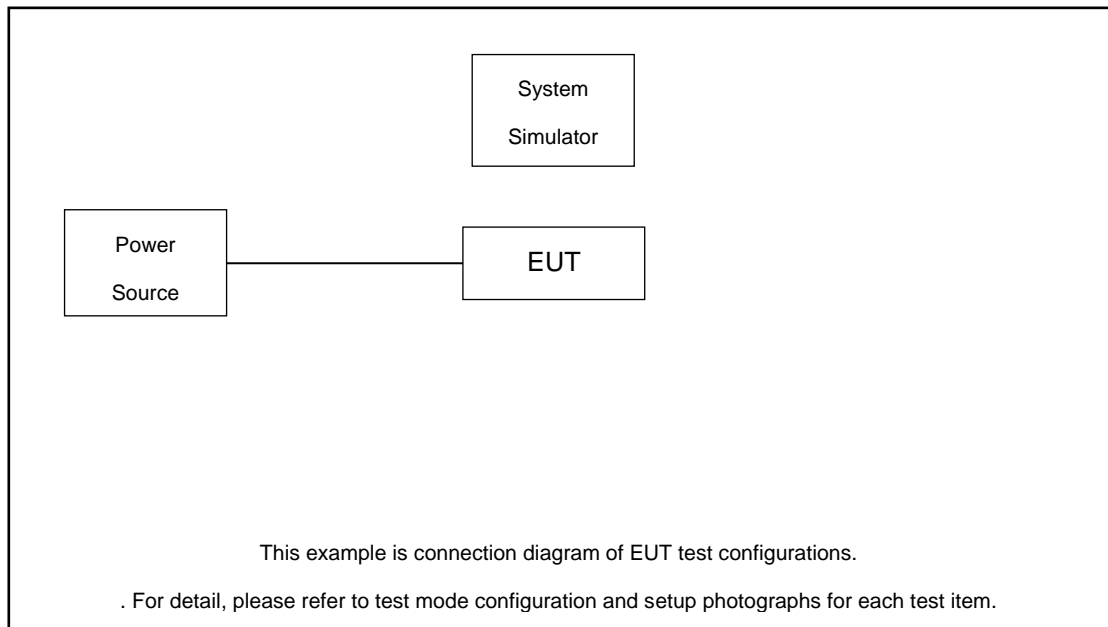 System
Simulator
Power
Source
EUT
This example is connection diagram of EUT test configurations.
. For detail, please refer to test mode configuration and setup photographs for each test item.